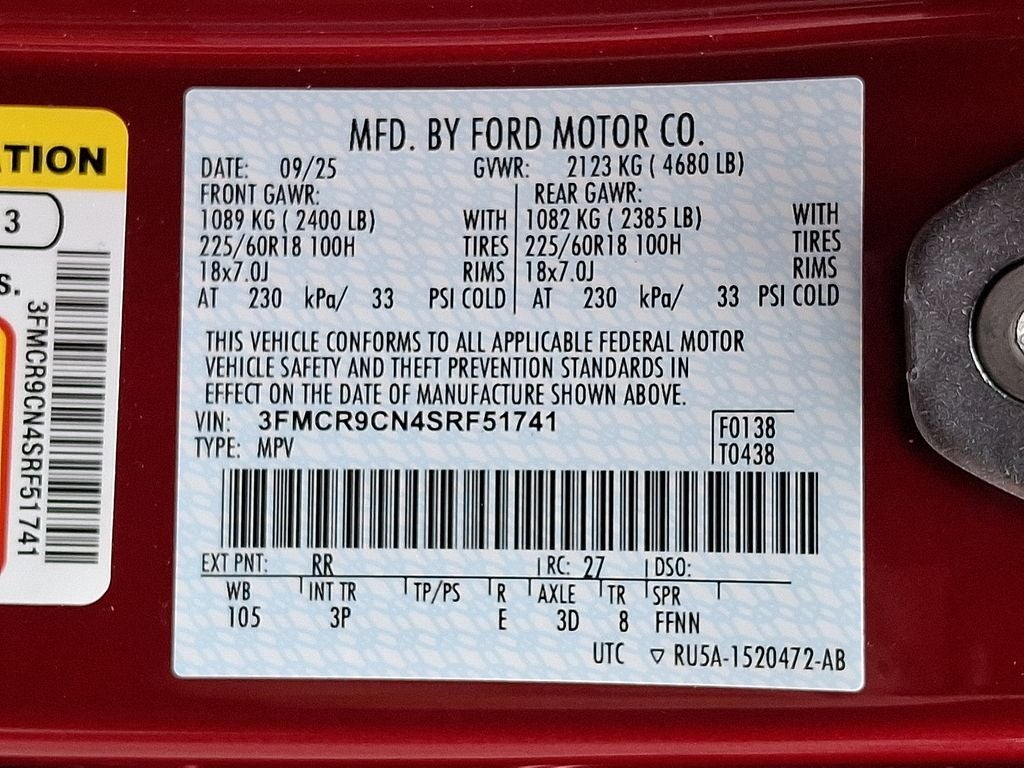 TION
3
S.
3FMCR9CN4SRF51741
MFD. BY FORD MOTOR CO.
DATE: 09/25 GVWR: 2123 KG ( 4680 LB)
FRONT GAWR: REAR GAWR:
1089 KG ( 2400 LB) WITH 1082 KG ( 2385 LB) WITH
225/60R18 100H TIRES 225/60R18 100H TIRES
18x7.0J RIMS 18x7.0J RIMS
AT 230 kPa/ 33 PSI COLD AT 230 kPa/ 33 PSI COLD
THIS VEHICLE CONFORMS TO ALL APPLICABLE FEDERAL MOTOR
VEHICLE SAFETY AND THEFT PREVENTION STANDARDS IN
EFFECT ON THE DATE OF MANUFACTURE SHOWN ABOVE.
VIN: 3FMCR9CN4SRF51741 F0138
TYPE: MPV T0438
EXT PNT: RR RC: 27 DSO:
WB INT TR TP/PS R AXLE TR SPR
105 3P E 3D 8 FFNN
UTC ▽ RU5A-1520472-AB